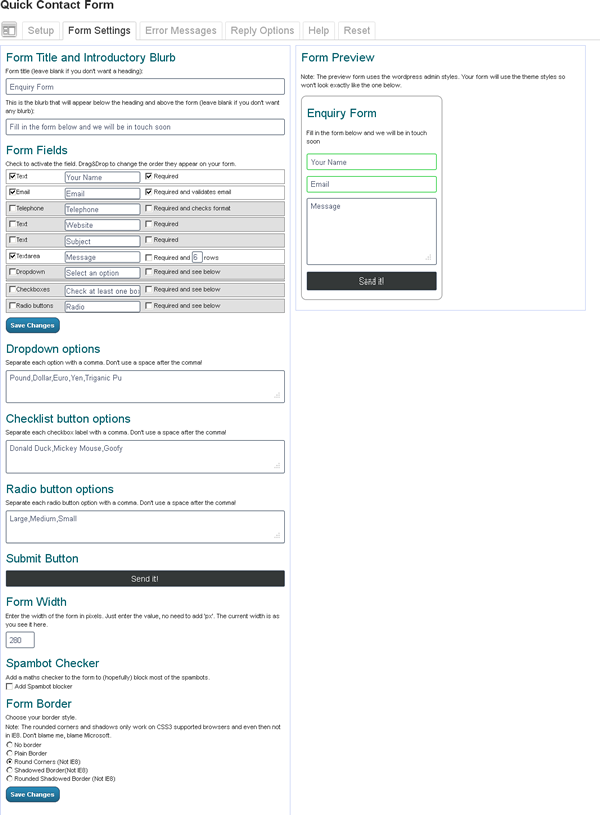 Quick Contact Form
Setup
Form Settings
Error Messages
Reply Options
Help
Reset
Form Title and Introductory Blurb
Form title (leave blank if you don't want a heading):
Enquiry Form
This is the blurb that will appear below the heading and above the form (leave blank if you don't want
any blurb):
Fill in the form below and we will be in touch soon
Form Fields
Check to activate the field. Drag&Drop to change the order they appear on your form.
Text Your Name Required
Email Email Required and validates email
Telephone Telephone Required and checks format
Text Website Required
Text Subject Required
Textarea Message Required and 6 rows
Dropdown Select an option Required and see below
Checkboxes Check at least one bo Required and see below
Radio buttons Radio Required and see below
Save Changes
Dropdown options
Separate each option with a comma. Don't use a space after the comma!
Pound,Dollar,Euro,Yen,Triganic Pu
Checklist button options
Separate each checkbox label with a comma. Don't use a space after the comma!
Donald Duck,Mickey Mouse,Goofy
Radio button options
Separate each radio button option with a comma. Don't use a space after the comma!
Large,Medium,Small
Submit Button
Send it!
Form Width
Enter the width of the form in pixels. Just enter the value, no need to add 'px'. The current width is as
you see it here.
280
Spambot Checker
Add a maths checker to the form to (hopefully) block most of the spambots.
Add Spambot blocker
Form Border
Choose your border style.
Note: The rounded corners and shadows only work on CSS3 supported browsers and even then not
in IE8. Don't blame me, blame Microsoft.
No border
Plain Border
Round Corners (Not IE8)
Shadowed Border(Not IE8)
Rounded Shadowed Border (Not IE8)
Save Changes
Form Preview
Note: The preview form uses the wordpress admin styles. Your form will use the theme styles so
won't look exactly like the one below.
Enquiry Form
Fill in the form below and we will be in touch
soon
Your Name
Email
Message
Send it!